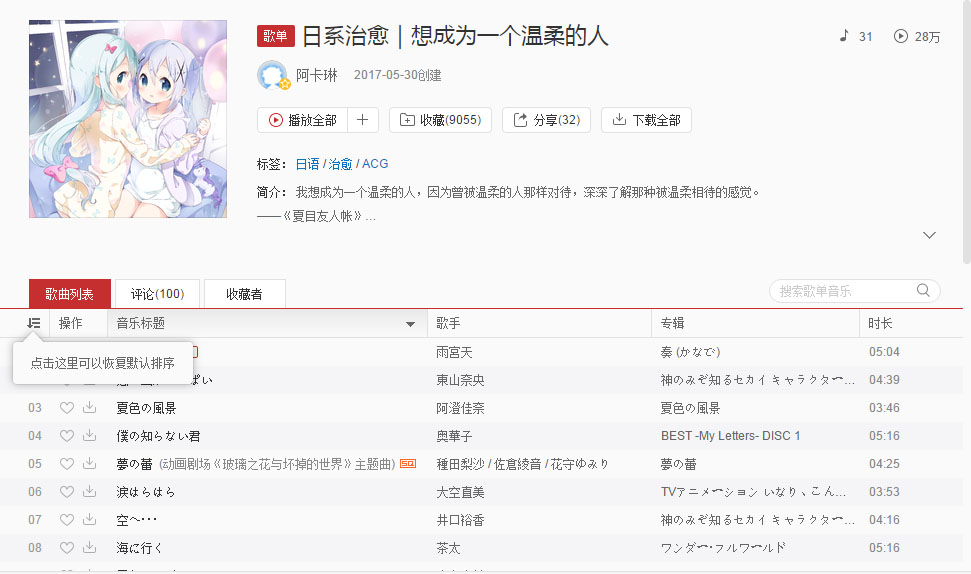 歌单 日系治愈｜想成为一个温柔的人 31 28万
阿卡琳 2017-05-30创建
播放全部 收藏(9055) 分享(32) 下载全部
标签： 日语 / 治愈 / ACG
简介： 我想成为一个温柔的人，因为曾被温柔的人那样对待，深深了解那种被温柔相待的感觉。
——《夏目友人帐》...
歌曲列表 评论(100) 收藏者 搜索歌单音乐
操作 音乐标题 歌手 专辑 时长
点击这里可以恢复默认排序
雨宮天 奏 (かなで) 05:04
ぱい 東山奈央 神のみぞ知るセカイ キャラクター... 04:39
03 夏色の風景 阿澄佳奈 夏色の風景 03:46
04 僕の知らない君 奥華子 BEST -My Letters- DISC 1 05:16
05 夢の蕾 (动画剧场《玻璃之花与坏掉的世界》主题曲) SQ 種田梨沙 / 佐倉綾音 / 花守ゆみり 夢の蕾 04:25
06 涙はらはら 大空直美 TVアニメーション いなり、こん... 03:53
07 空へ･･･ 井口裕香 神のみぞ知るセカイ キャラクター... 04:16
08 海に行く 茶太 ワンダー･フルワールド 05:16